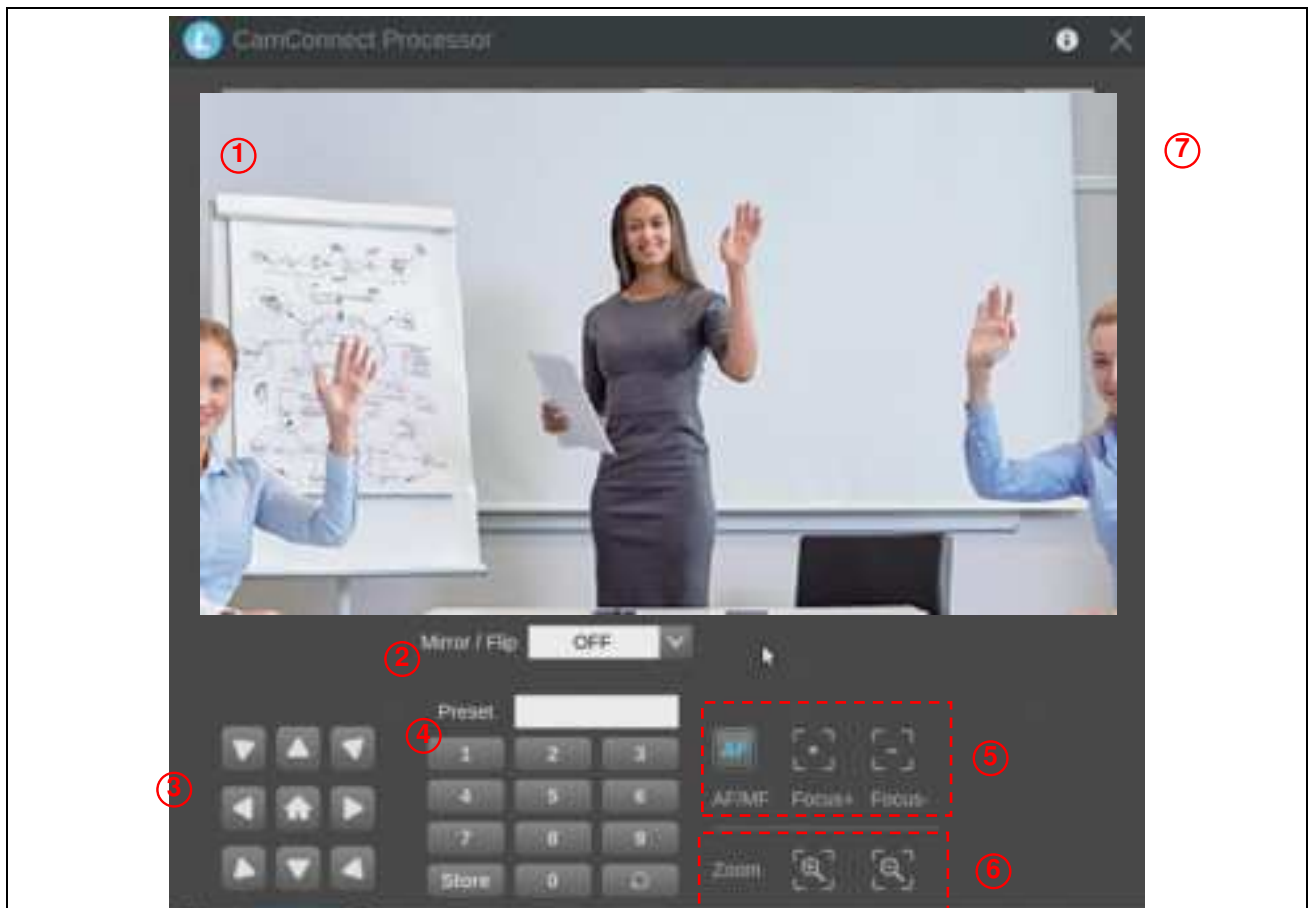 CamConnect Processor
①
⑦
② Mirror / Flip OFF
Preset
④ 1 2 3
AF
⑤
③
4 5 6
AF/MF Focus+ Focus-
7 8 9
Zoom ⑥
Store 0